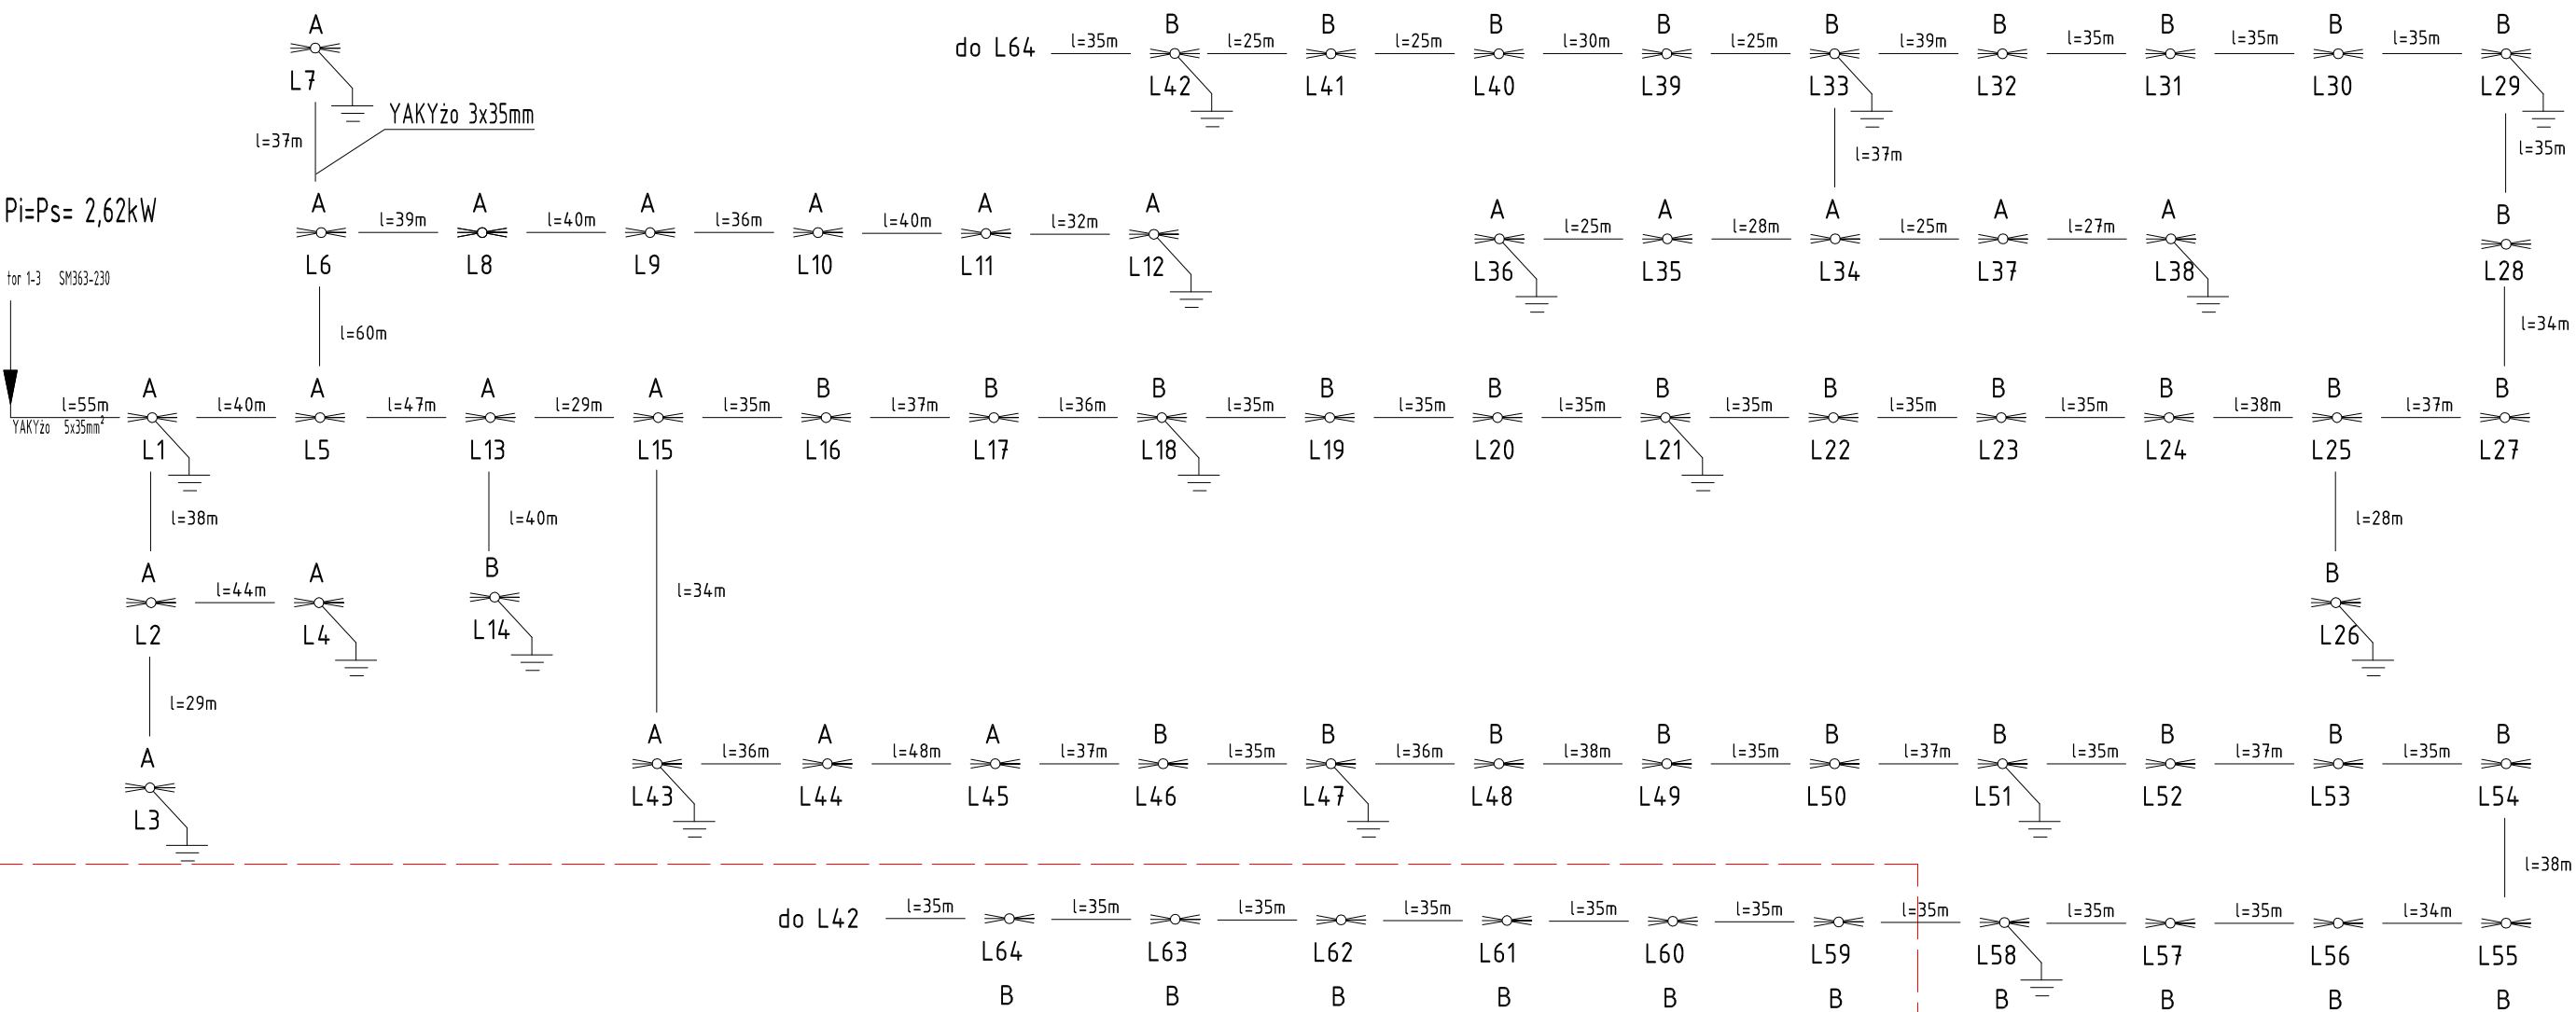 A
do L64 l=35m B l=25m B l=25m B l=30m B l=25m B l=39m B l=35m B l=35m B l=35m B
L7 L42 L41 L40 L39 L33 L32 L31 L30 L29
YAKYżo 3x35mm
l=37m l=37m l=35m
Pi=Ps= 2,62kW
A l=39m A l=40m A l=36m A l=40m A l=32m A A l=25m A l=28m A l=25m A l=27m A B
L6 L8 L9 L10 L11 L12 L36 L35 L34 L37 L38 L28
tor 1-3 SM363-230
l=60m l=34m
l=55m A l=40m A l=47m A l=29m A l=35m B l=37m B l=36m B l=35m B l=35m B l=35m B l=35m B l=35m B l=35m B l=38m B l=37m B
YAKYżo 5x35mm²
L1 L5 L13 L15 L16 L17 L18 L19 L20 L21 L22 L23 L24 L25 L27
l=38m l=40m l=28m
A l=44m A B l=34m B
L2 L4 L14 L26
l=29m
A A l=36m A l=48m A l=37m B l=35m B l=36m B l=38m B l=35m B l=37m B l=35m B l=37m B l=35m B
L3 L43 L44 L45 L46 L47 L48 L49 L50 L51 L52 L53 L54
l=38m
do L42 l=35m l=35m l=35m l=35m l=35m l=35m l=35m l=35m l=35m l=34m
L64 L63 L62 L61 L60 L59 L58 L57 L56 L55
B B B B B B B B B B